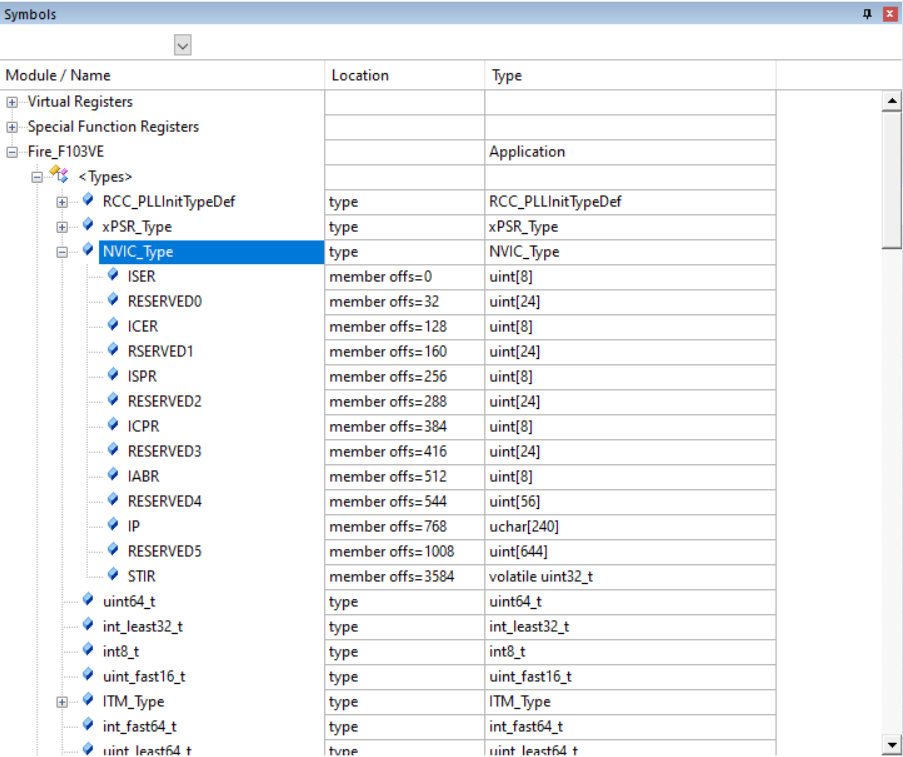 Symbols
Module / Name Location Type
Virtual Registers
Special Function Registers
Fire_F103VE Application
<Types>
RCC_PLLInitTypeDef type RCC_PLLInitTypeDef
xPSR_Type type xPSR_Type
NVIC_Type type NVIC_Type
ISER member offs=0 uint[8]
RESERVED0 member offs=32 uint[24]
ICER member offs=128 uint[8]
RSERVED1 member offs=160 uint[24]
ISPR member offs=256 uint[8]
RESERVED2 member offs=288 uint[24]
ICPR member offs=384 uint[8]
RESERVED3 member offs=416 uint[24]
IABR member offs=512 uint[8]
RESERVED4 member offs=544 uint[56]
IP member offs=768 uchar[240]
RESERVED5 member offs=1008 uint[644]
STIR member offs=3584 volatile uint32_t
uint64_t type uint64_t
int_least32_t type int_least32_t
int8_t type int8_t
uint_fast16_t type uint_fast16_t
ITM_Type type ITM_Type
int_fast64_t type int_fast64_t
uint_least64_t type uint_least64_t